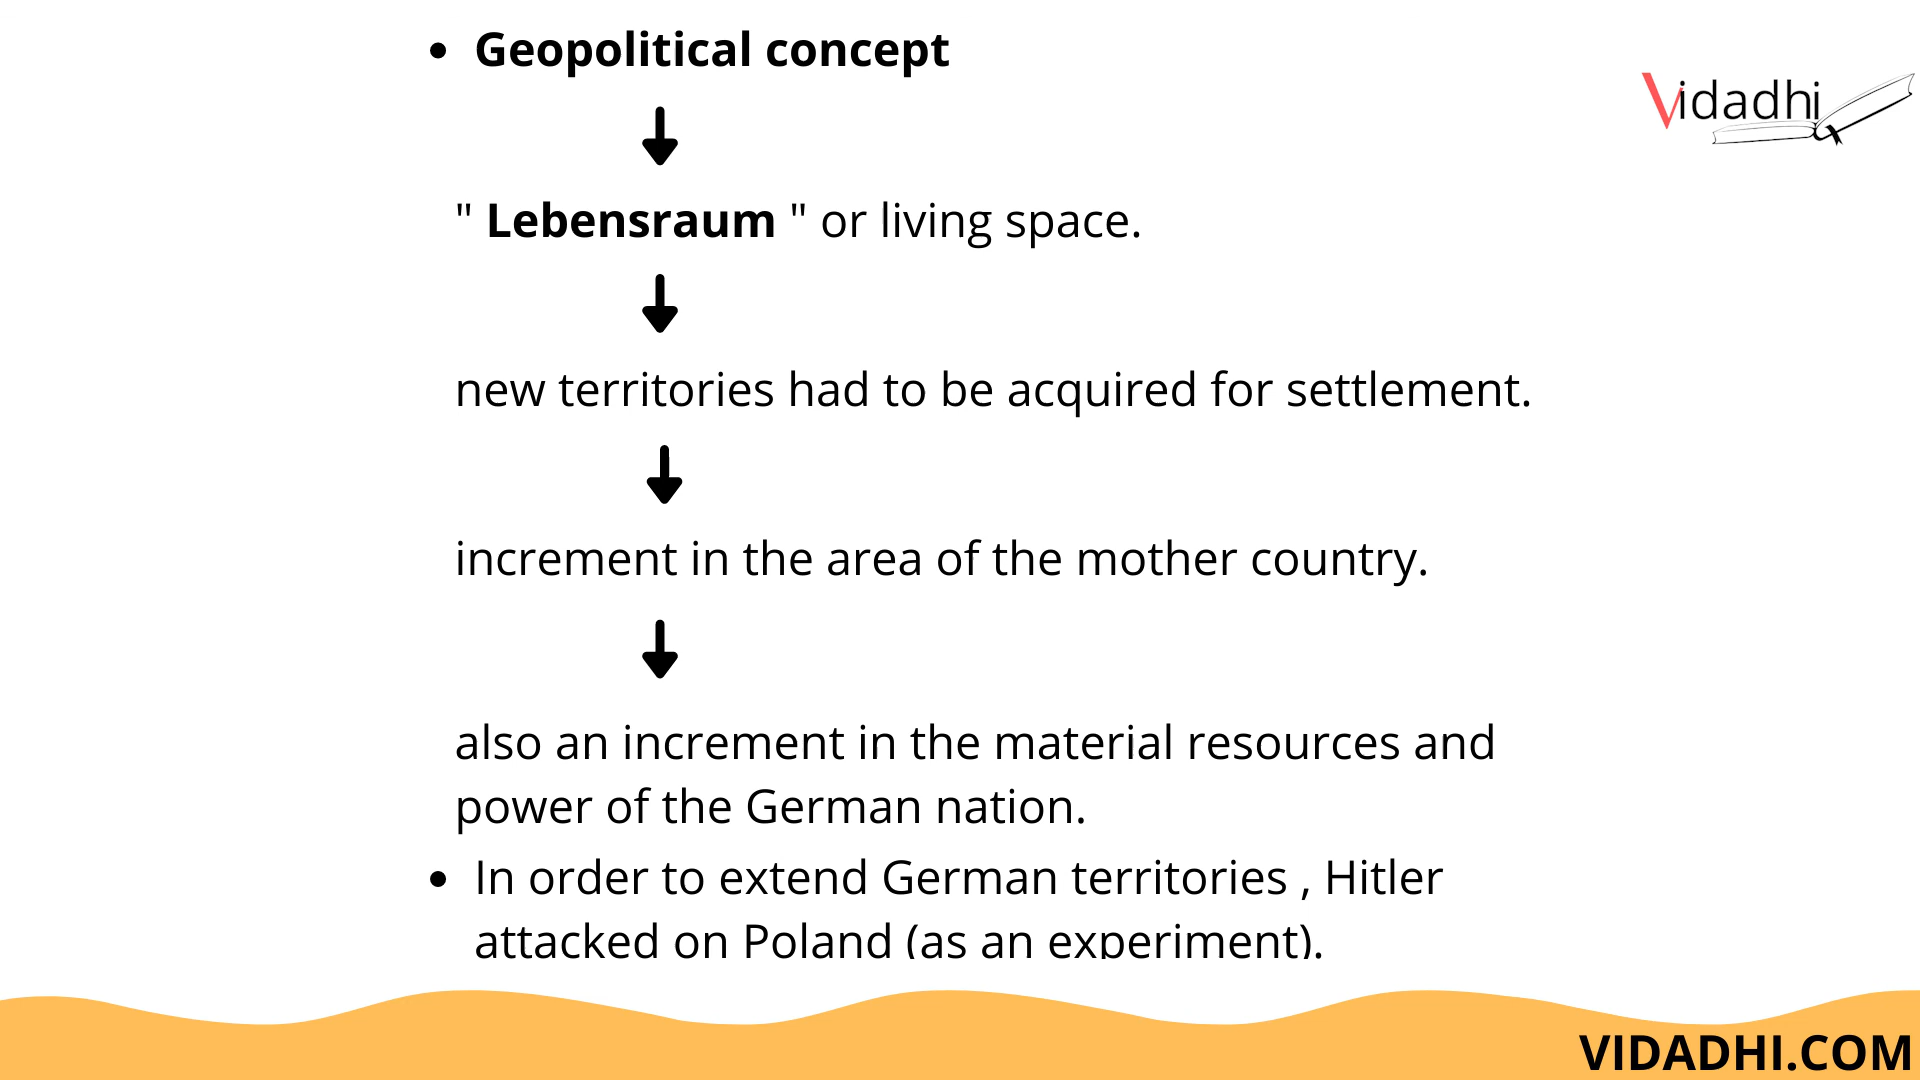 • Geopolitical concept
Vidadhi
" Lebensraum " or living space.
new territories had to be acquired for settlement.
increment in the area of the mother country.
also an increment in the material resources and
power of the German nation.
• In order to extend German territories , Hitler
attacked on Poland (as an experiment).
VIDADHI.COM